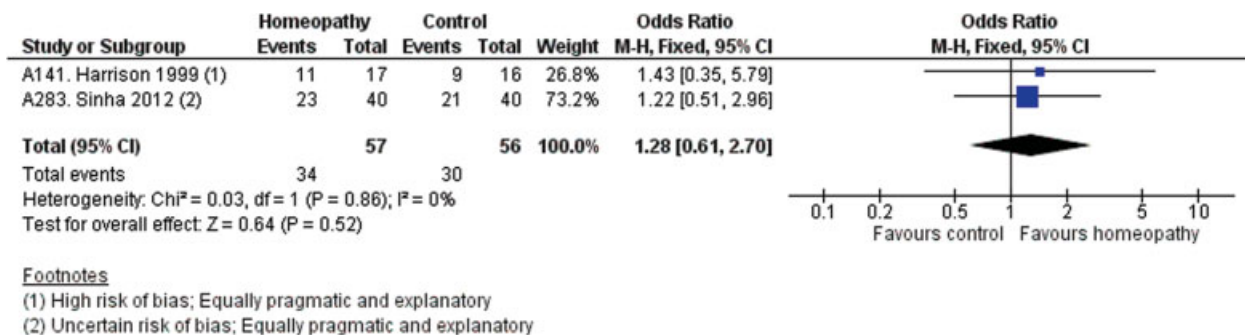 Homeopathy Control Odds Ratio Odds Ratio
Study or Subgroup Events Total Events Total Weight M-H, Fixed, 95% CI M-H, Fixed, 95% CI
A141. Harrison 1999 (1) 11 17 9 16 26.8% 1.43 [0.35, 5.79]
A283. Sinha 2012 (2) 23 40 21 40 73.2% 1.22 [0.51, 2.96]
Total (95% CI) 57 56 100.0% 1.28 [0.61, 2.70]
Total events 34 30
Heterogeneity: Chi² = 0.03, df = 1 (P = 0.86); I² = 0%
Test for overall effect: Z = 0.64 (P = 0.52)
0.1 0.2 0.5 1 2 5 10
Favours control Favours homeopathy
Footnotes
(1) High risk of bias; Equally pragmatic and explanatory
(2) Uncertain risk of bias; Equally pragmatic and explanatory